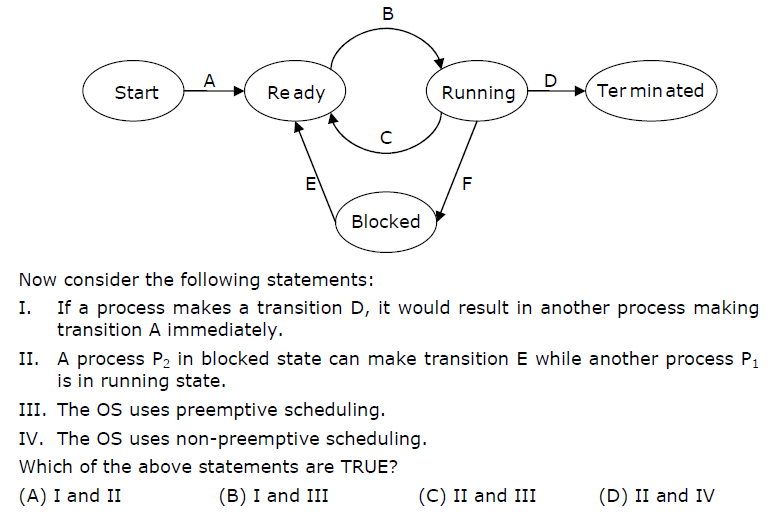 B
Start A Ready Running D Terminated
C
E F
Blocked
Now consider the following statements:
I. If a process makes a transition D, it would result in another process making
transition A immediately.
II. A process P₂ in blocked state can make transition E while another process P₁
is in running state.
III. The OS uses preemptive scheduling.
IV. The OS uses non-preemptive scheduling.
Which of the above statements are TRUE?
(A) I and II (B) I and III (C) II and III (D) II and IV